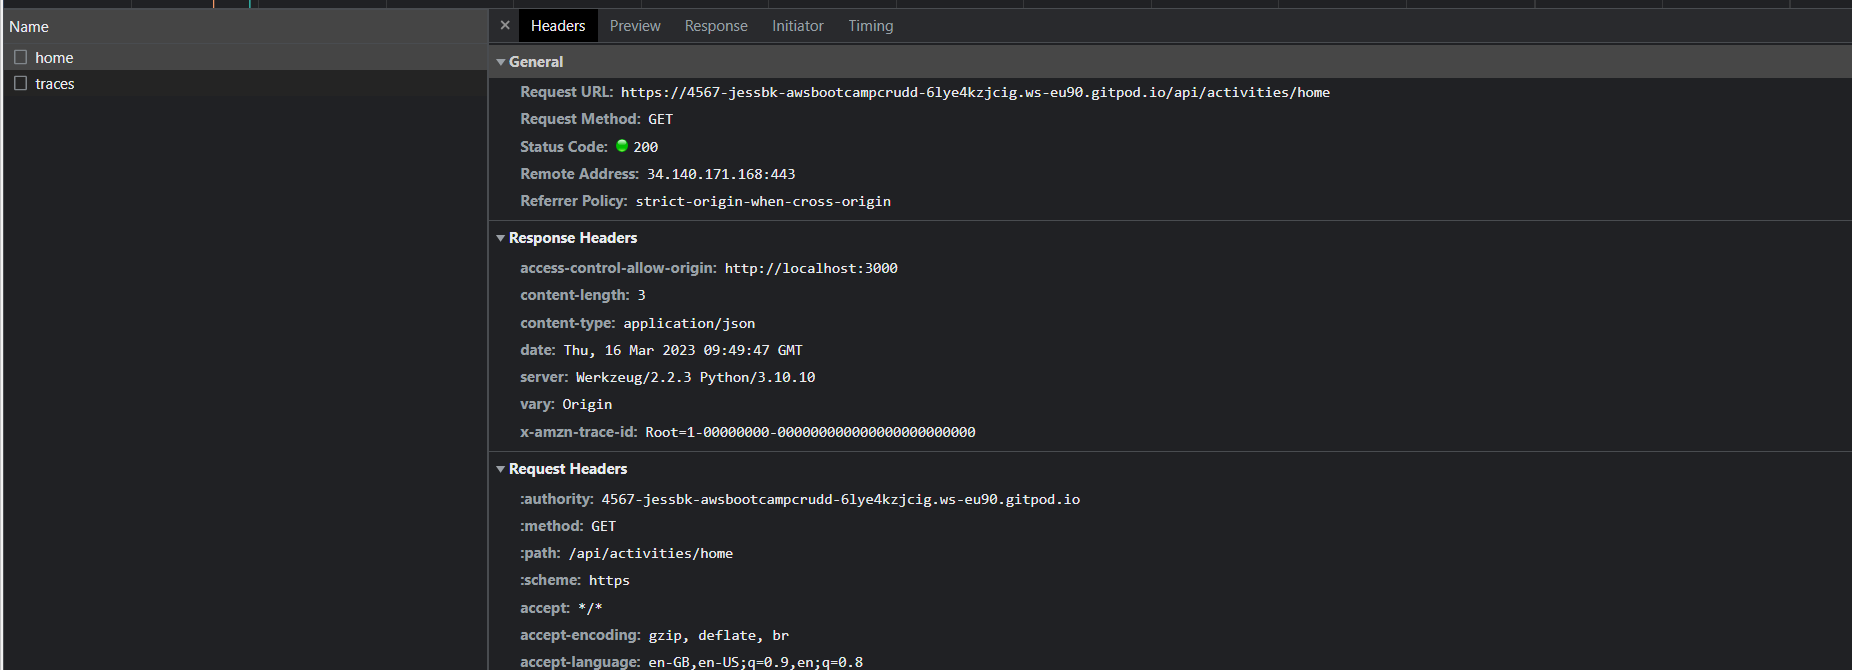 Name
home
traces
Headers Preview Response Initiator Timing
General
Request URL: https://4567-jessbk-awsbootcampcrudd-6lye4kzjcig.ws-eu90.gitpod.io/api/activities/home
Request Method: GET
Status Code: 200
Remote Address: 34.140.171.168:443
Referrer Policy: strict-origin-when-cross-origin
Response Headers
access-control-allow-origin: http://localhost:3000
content-length: 3
content-type: application/json
date: Thu, 16 Mar 2023 09:49:47 GMT
server: Werkzeug/2.2.3 Python/3.10.10
vary: Origin
x-amzn-trace-id: Root=1-00000000-000000000000000000000000
Request Headers
:authority: 4567-jessbk-awsbootcampcrudd-6lye4kzjcig.ws-eu90.gitpod.io
:method: GET
:path: /api/activities/home
:scheme: https
accept: */*
accept-encoding: gzip, deflate, br
accept-language: en-GB,en-US;q=0.9,en;q=0.8